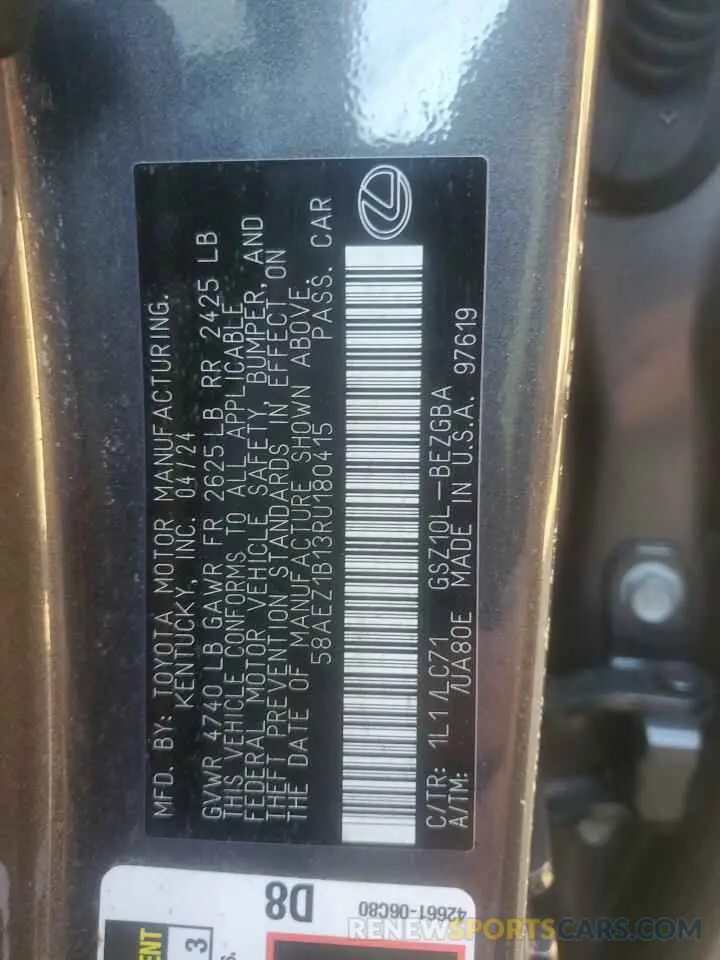 MFD. BY: TOYOTA MOTOR MANUFACTURING.
KENTUCKY, INC. 04/24
GVWR 4740 LB GAWR FR 2625 LB RR 2425 LB
THIS VEHICLE CONFORMS TO ALL APPLICABLE
FEDERAL MOTOR VEHICLE SAFETY, BUMPER, AND
THEFT PREVENTION STANDARDS IN EFFECT ON
THE DATE OF MANUFACTURE SHOWN ABOVE.
58AEZ1B13RU180415 PASS. CAR
C/TR: 1L1/LCZ1 GSZ10L-BEZGBA
A/TM: /UA80E MADE IN U.S.A. 97619
D8
42661-06C80
3
RENEWSPORTSCARS.COM